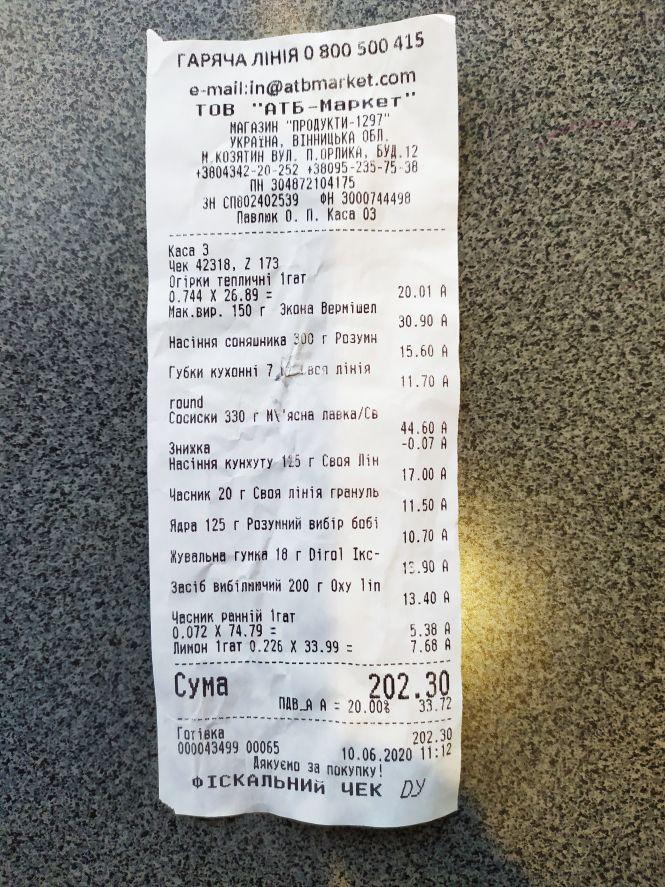 ГАРЯЧА ЛІНІЯ 0 800 500 415
e-mail:in@atbmarket.com
ТОВ "АТБ-Маркет"
МАГАЗИН "ПРОДУКТИ-1297"
УКРАЇНА, ВІННИЦЬКА ОБЛ.
М.КОЗЯТИН ВУЛ. П.ОРЛИКА, БУД.12
+3804342-20-252 +38095-235-75-38
ПН 304872104175
ЗН СП802402539 ФН 3000744498
Павлюк О. П. Каса 03
Каса 3
Чек 42318, Z 173
Огірки тепличні 1гат
0.744 X 26.89 = 20.01 А
Мак.вир. 150 г Экона Вермішел
30.90 А
Насіння соняшника 300 г Розумн
15.60 А
Губки кухонні 7 Своя лінія
11.70 А
round
Сосиски 330 г М\'ясна лавка/Св
44.60 А
Знижка -0.07 А
Насіння кунжуту 125 г Своя Лін
17.00 А
Часник 20 г Своя лінія грануль
11.50 А
Ядра 125 г Розумний вибір бобі
10.70 А
Жувальна гумка 18 г Dirol Ікс-
13.90 А
Засіб вибілюючий 200 г Oxy lin
13.40 А
Часник ранній 1гат
0.072 X 74.79 = 5.38 А
Лимон 1гат 0.226 X 33.99 = 7.68 А
Сума 202.30
ПДВ_А А = 20.00% 33.72
Готівка 202.30
000043499 00065 10.06.2020 11:12
Дякуємо за покупку!
ФІСКАЛЬНИЙ ЧЕК